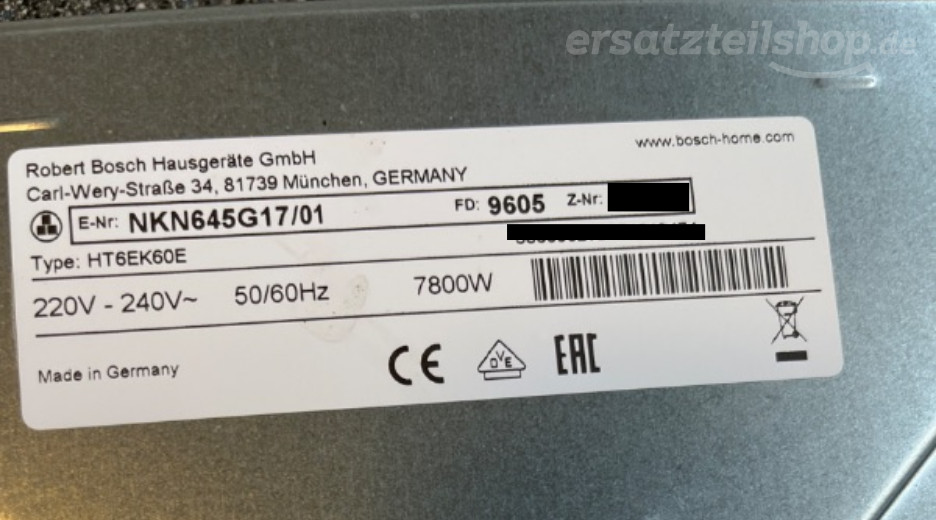 ersatzteilshop.de
www.bosch-home.com
Robert Bosch Hausgeräte GmbH
Carl-Wery-Straße 34, 81739 München, GERMANY
E-Nr: NKN645G17/01 FD: 9605 Z-Nr:
Type: HT6EK60E
220V - 240V~ 50/60Hz 7800W
Made in Germany CE DVE EAC